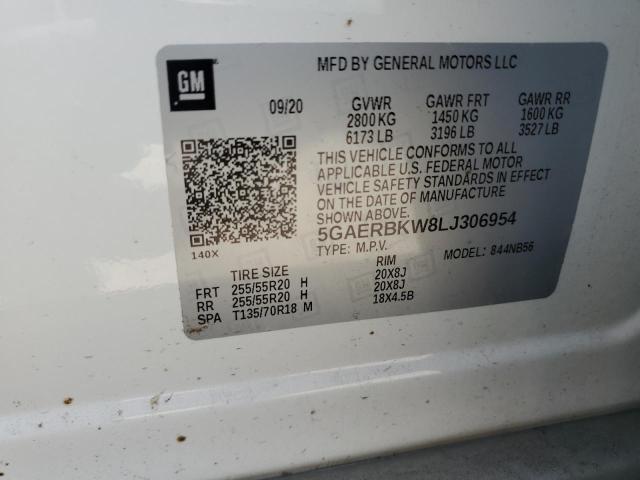 GM
MFD BY GENERAL MOTORS LLC
09/20 GVWR GAWR FRT GAWR RR
2800 KG 1450 KG 1600 KG
6173 LB 3196 LB 3527 LB
THIS VEHICLE CONFORMS TO ALL
APPLICABLE U.S. FEDERAL MOTOR
VEHICLE SAFETY STANDARDS IN EFFECT
ON THE DATE OF MANUFACTURE
SHOWN ABOVE.
5GAERBKW8LJ306954
140X TYPE: M.P.V. MODEL: 844NB56
TIRE SIZE RIM
FRT 255/55R20 H 20X8J
RR 255/55R20 H 20X8J
SPA T135/70R18 M 18X4.5B